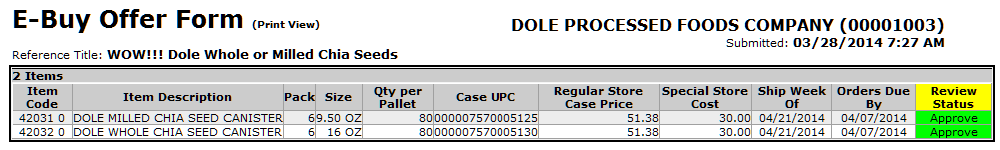 E-Buy Offer Form (Print View)
DOLE PROCESSED FOODS COMPANY (00001003)
Submitted: 03/28/2014 7:27 AM
Reference Title: WOW!!! Dole Whole or Milled Chia Seeds
2 Items
Item Code Item Description Pack Size Qty per Pallet Case UPC Regular Store Case Price Special Store Cost Ship Week Of Orders Due By Review Status
42031 0 DOLE MILLED CHIA SEED CANISTER 6 9.50 OZ 80 000007570005125 51.38 30.00 04/21/2014 04/07/2014 Approve
42032 0 DOLE WHOLE CHIA SEED CANISTER 6 16 OZ 80 000007570005130 51.38 30.00 04/21/2014 04/07/2014 Approve